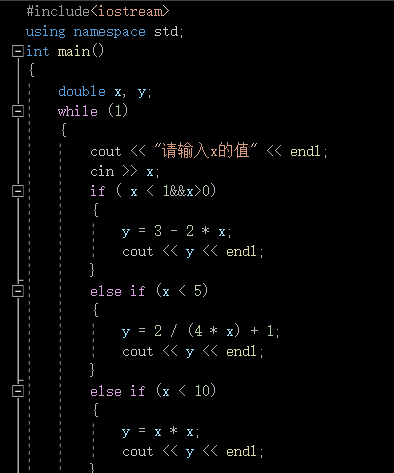 #include<iostream>
using namespace std;
int main()
{
double x, y;
while (1)
{
cout << "请输入x的值" << endl;
cin >> x;
if ( x < 1&&x>0)
{
y = 3 - 2 * x;
cout << y << endl;
}
else if (x < 5)
{
y = 2 / (4 * x) + 1;
cout << y << endl;
}
else if (x < 10)
{
y = x * x;
cout << y << endl;
}